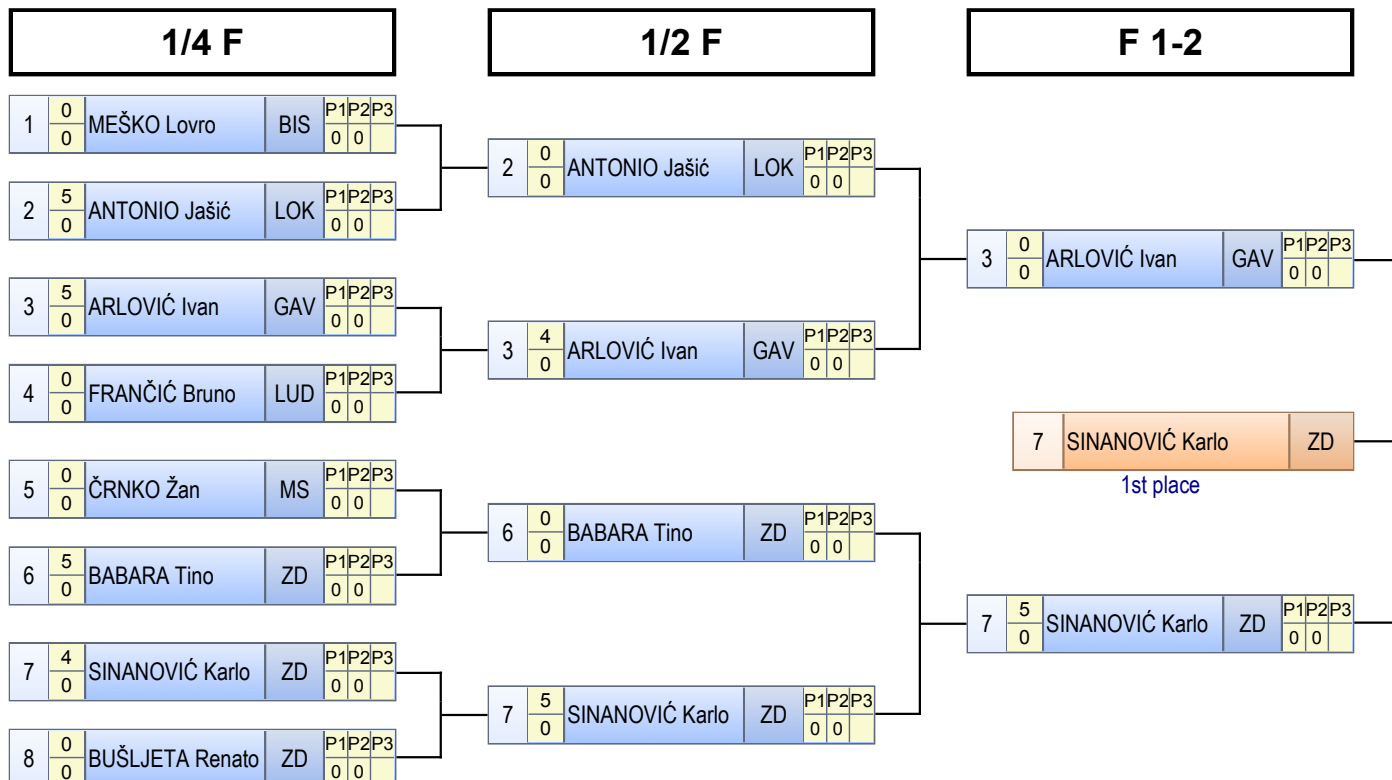 1/4 F
1/2 F
F 1-2
1 0 MEŠKO Lovro BIS P1 P2 P3
0 0 0
2 5 ANTONIO Jašić LOK P1 P2 P3
0 0 0
3 5 ARLOVIĆ Ivan GAV P1 P2 P3
0 0 0
4 0 FRANČIĆ Bruno LUD P1 P2 P3
0 0 0
5 0 ČRNKO Žan MS P1 P2 P3
0 0 0
6 5 BABARA Tino ZD P1 P2 P3
0 0 0
7 4 SINANOVIĆ Karlo ZD P1 P2 P3
0 0 0
8 0 BUŠLJETA Renato ZD P1 P2 P3
0 0 0
2 0 ANTONIO Jašić LOK P1 P2 P3
0 0 0
3 4 ARLOVIĆ Ivan GAV P1 P2 P3
0 0 0
6 0 BABARA Tino ZD P1 P2 P3
0 0 0
7 5 SINANOVIĆ Karlo ZD P1 P2 P3
0 0 0
3 0 ARLOVIĆ Ivan GAV P1 P2 P3
0 0 0
7 SINANOVIĆ Karlo ZD
1st place
7 5 SINANOVIĆ Karlo ZD P1 P2 P3
0 0 0